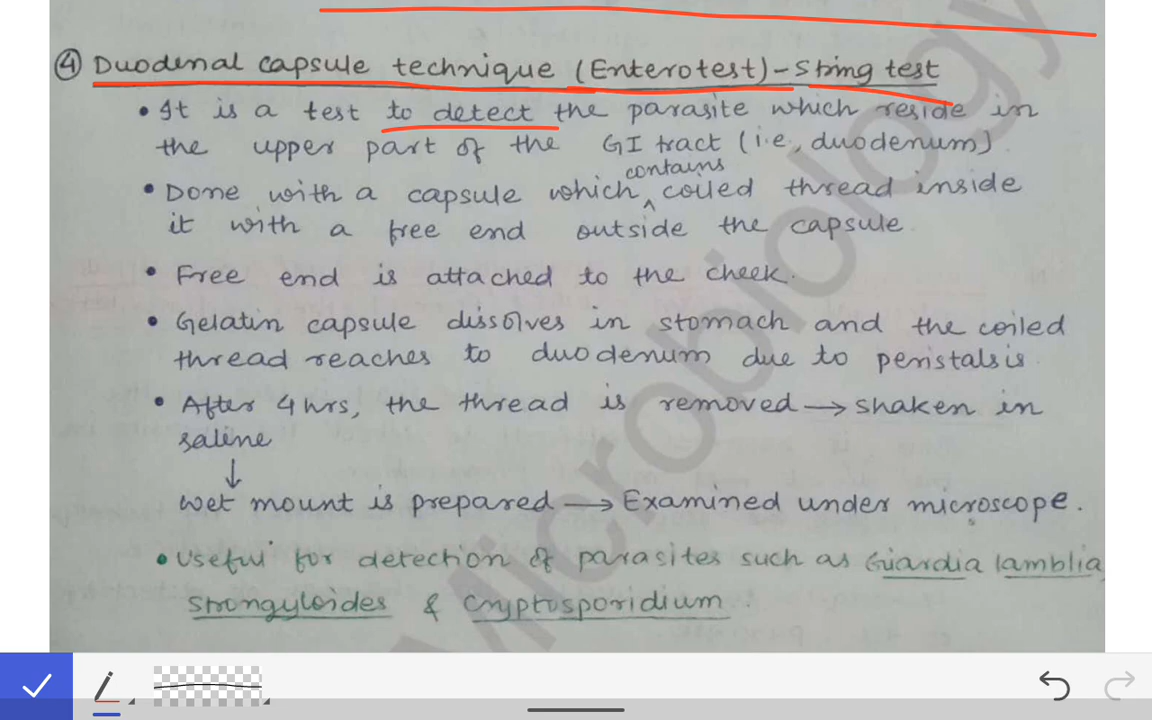 ④ Duodenal capsule technique (Enterotest)-String test
• It is a test to detect the parasite which reside in
the upper part of the GI tract (i.e., duodenum)
• Done with a capsule which contains coiled thread inside
it with a free end outside the capsule
• Free end is attached to the cheek.
• Gelatin capsule dissolves in stomach and the coiled
thread reaches to duodenum due to peristalsis
• After 4 hrs, the thread is removed → shaken in
saline
↓
Wet mount is prepared → Examined under microscope.
• Useful for detection of parasites such as Giardia lamblia,
Strongyloides & Cryptosporidium.
Microbiology